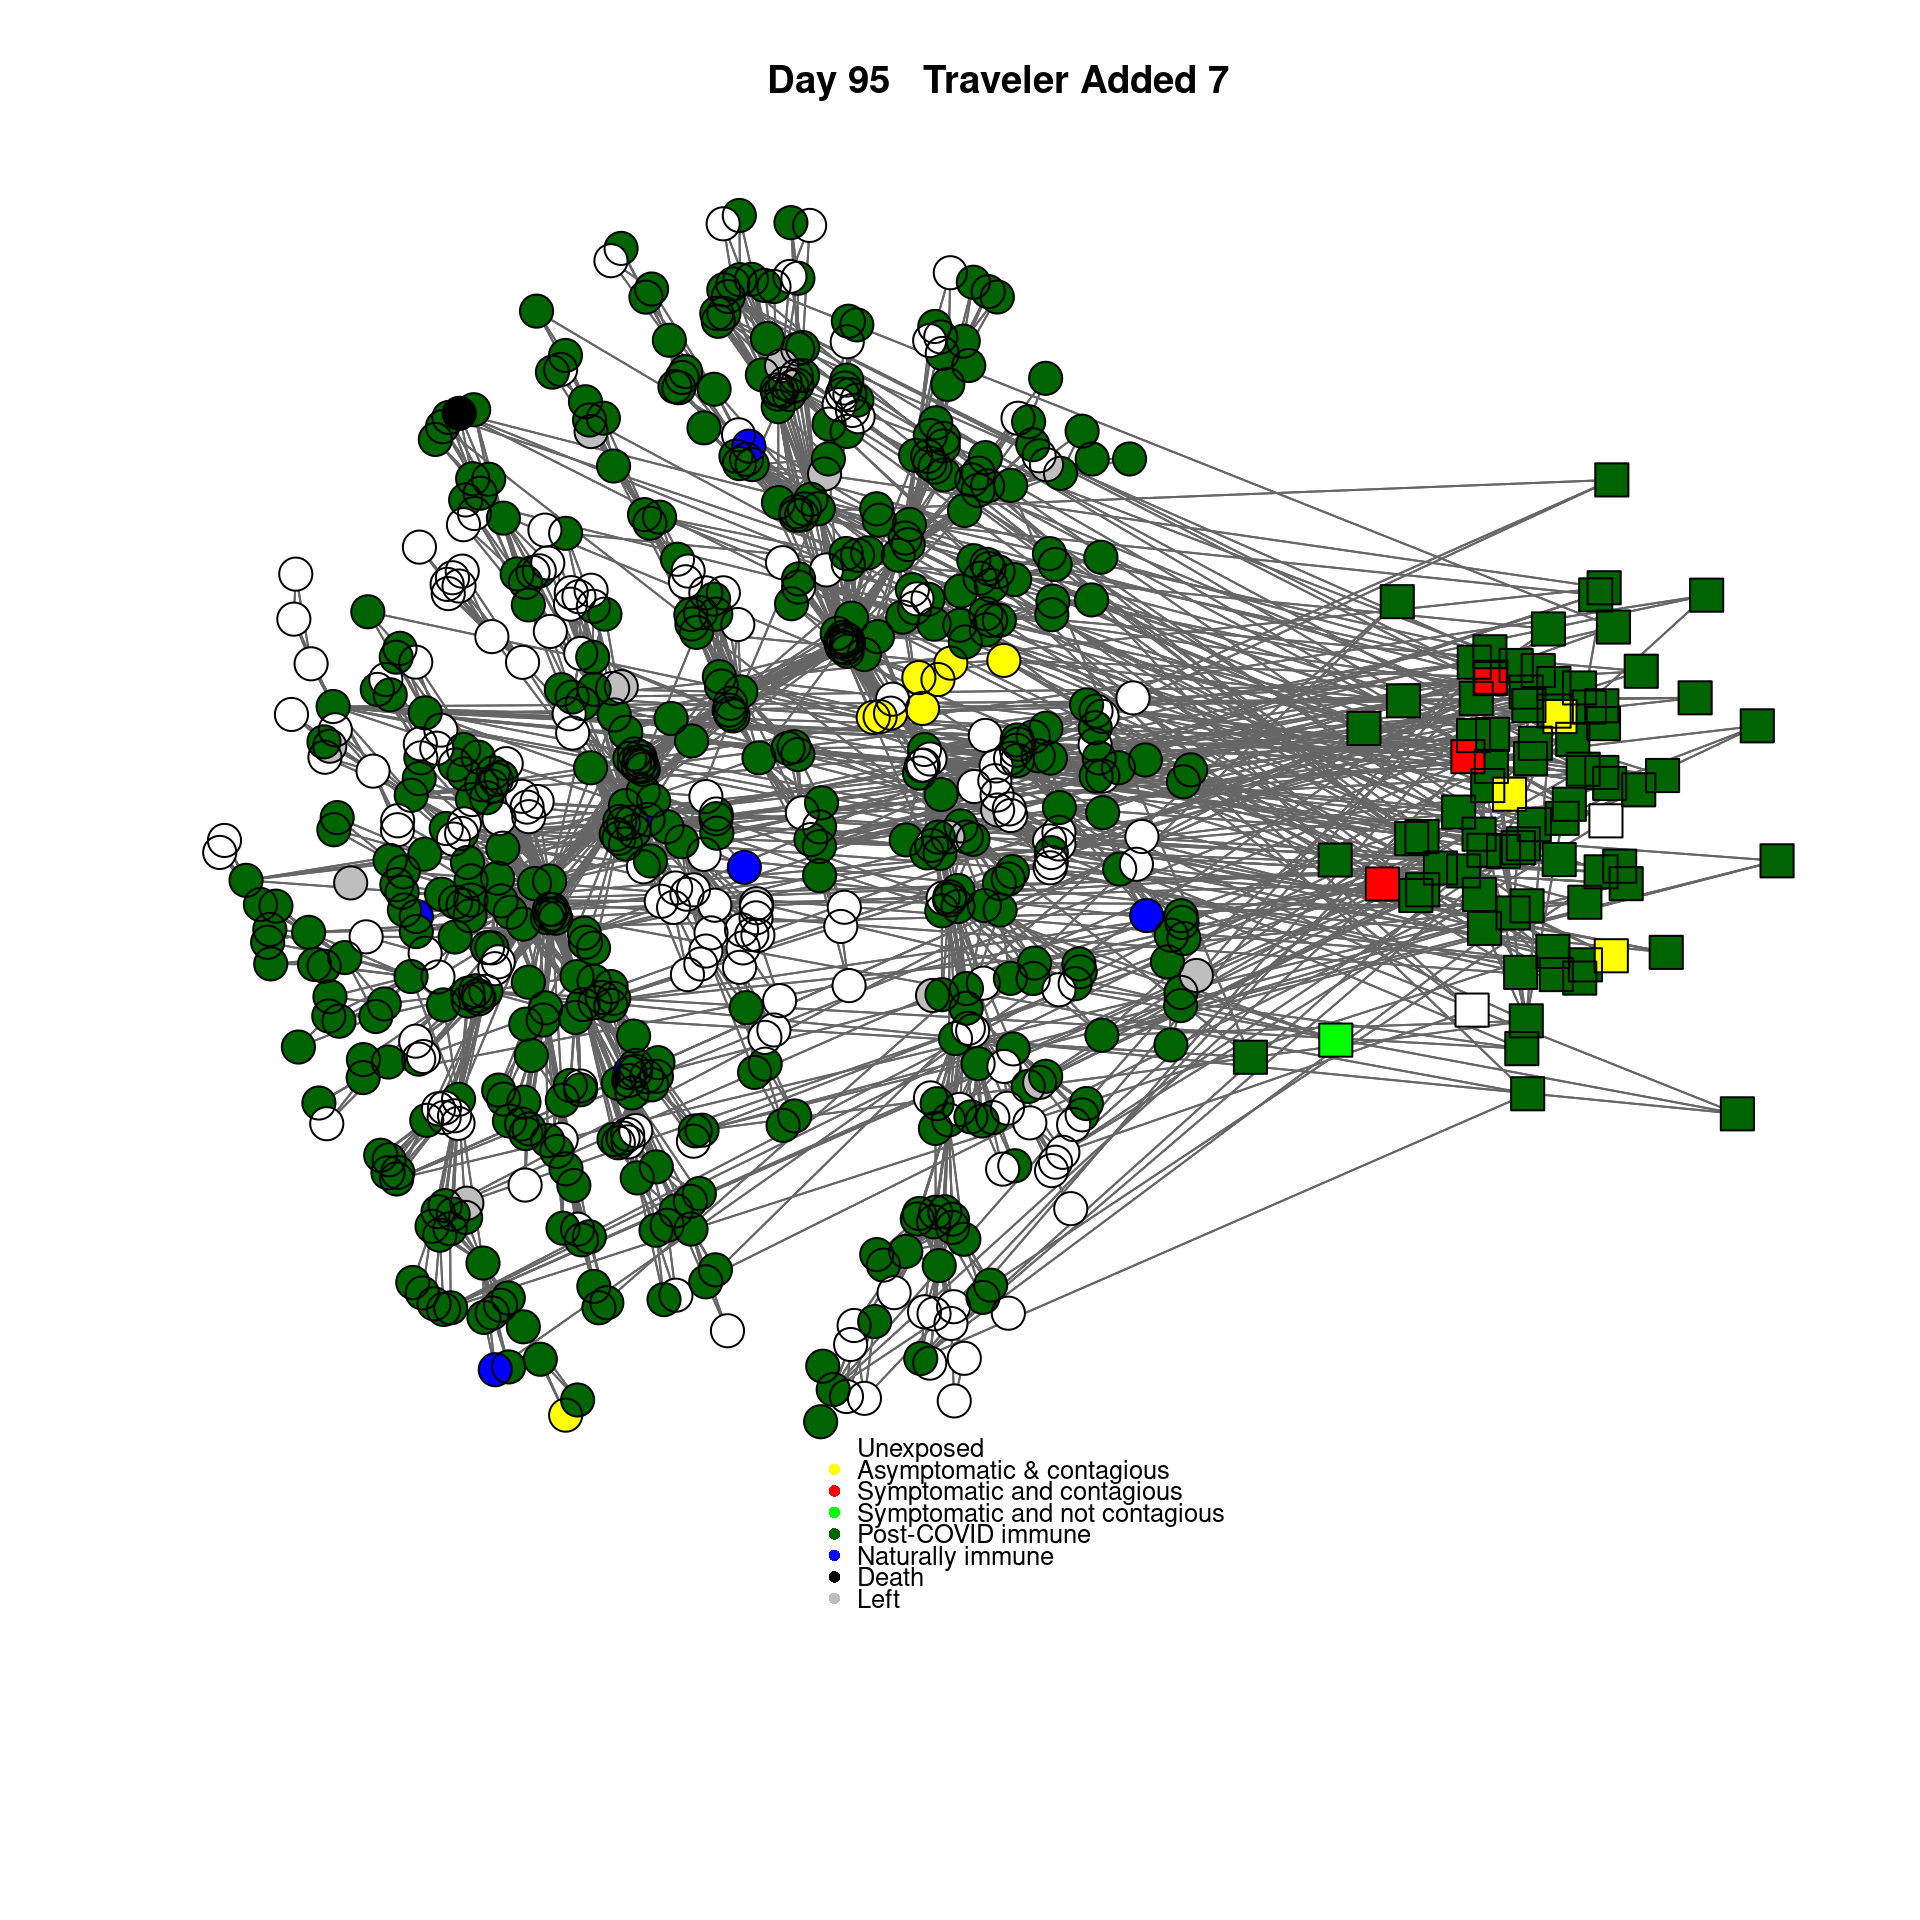 Day 95   Traveler Added 7
Unexposed
Asymptomatic & contagious
Symptomatic and contagious
Symptomatic and not contagious
Post-COVID immune
Naturally immune
Death
Left